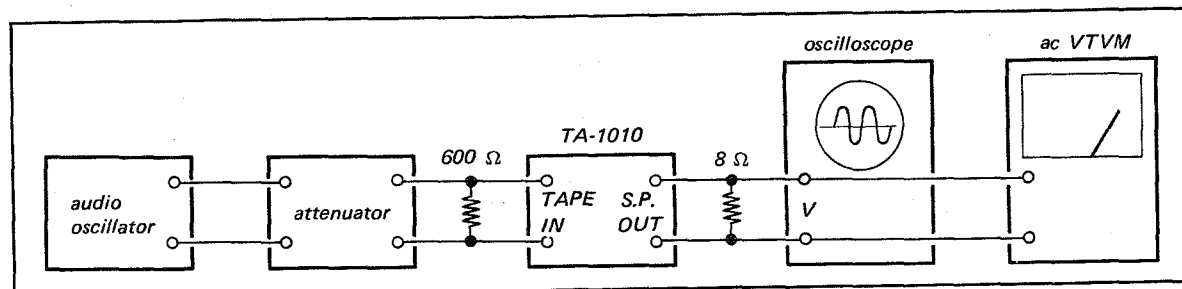 oscilloscope
ac VTVM
TA-1010
600 Ω
8 Ω
audio
oscillator
attenuator
TAPE
IN
S.P.
OUT
V